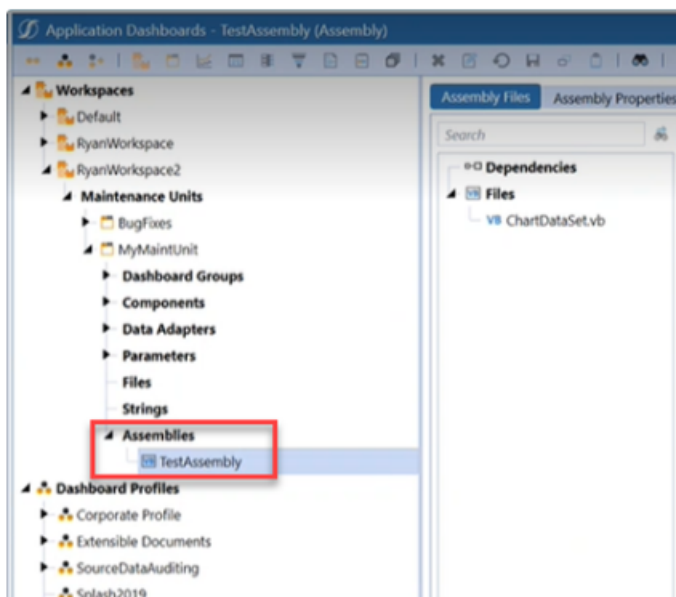 Application Dashboards - TestAssembly (Assembly)
Workspaces
Default
RyanWorkspace
RyanWorkspace2
Maintenance Units
BugFixes
MyMaintUnit
Dashboard Groups
Components
Data Adapters
Parameters
Files
Strings
Assemblies
TestAssembly
Dashboard Profiles
Corporate Profile
Extensible Documents
SourceDataAuditing
Splash2019
Assembly Files Assembly Properties
Search
Dependencies
VB Files
VB ChartDataSet.vb